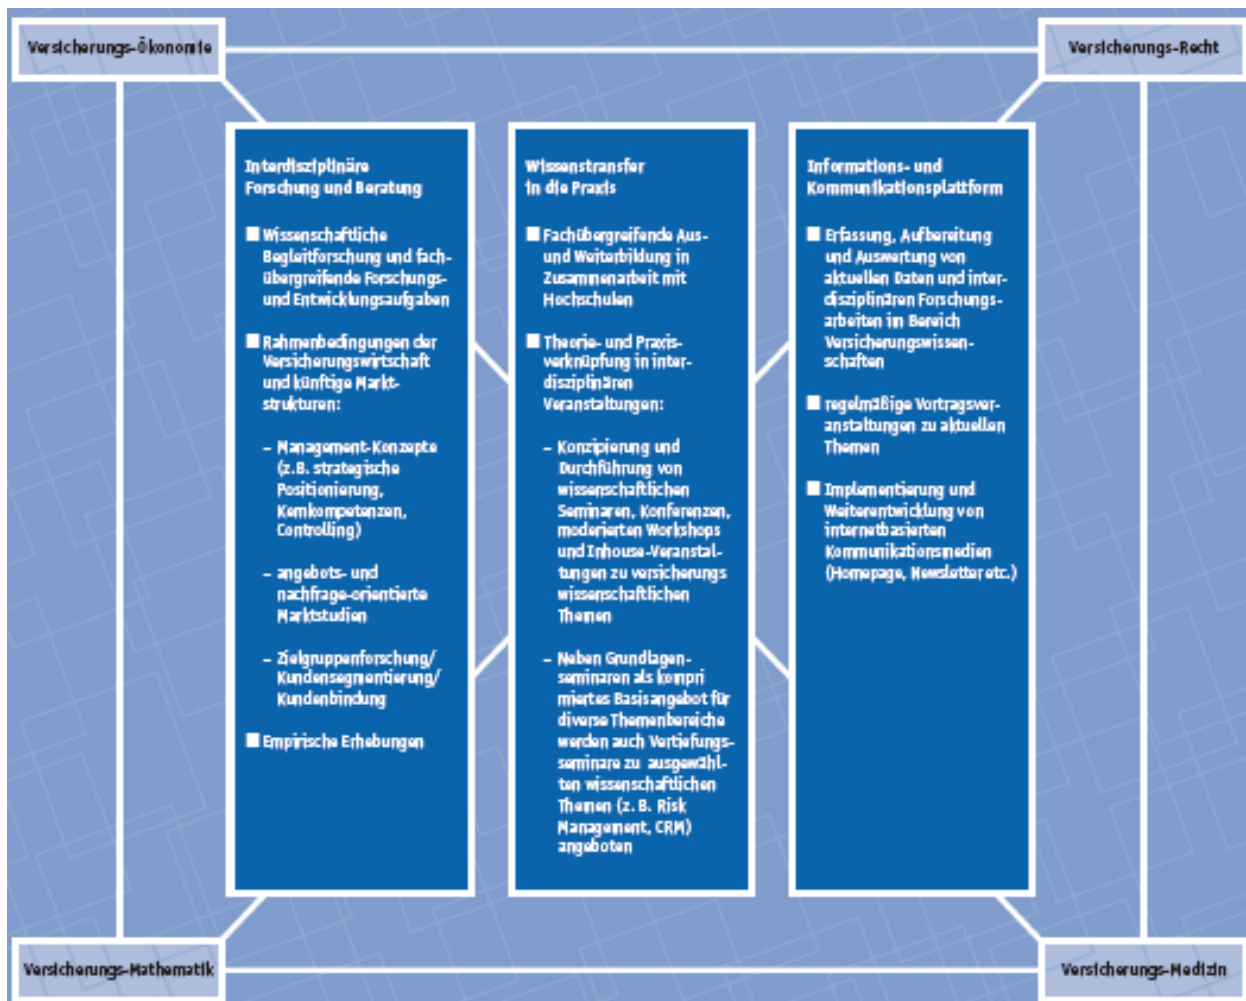 Versicherungs-Ökonomie
Versicherungs-Recht
Interdisziplinäre
Forschung und Beratung
Wissenschaftliche
Begleitforschung und fach-
übergreifende Forschungs-
und Entwicklungsaufgaben
Rahmenbedingungen der
Versicherungswirtschaft
und künftige Markt-
strukturen:
– Management-Konzepte
(z.B. strategische
Positionierung,
Kernkompetenzen,
Controlling)
– angebots- und
nachfrage-orientierte
Marktstudien
– Zielgruppenforschung/
Kundensegmentierung/
Kundenbindung
Empirische Erhebungen
Wissenstransfer
in die Praxis
Fachübergreifende Aus-
und Weiterbildung in
Zusammenarbeit mit
Hochschulen
Theorie- und Praxis-
verknüpfung in inter-
disziplinären
Veranstaltungen:
– Konzipierung und
Durchführung von
wissenschaftlichen
Seminaren, Konferenzen,
moderierten Workshops
und Inhouse-Veranstal-
tungen zu versicherungs
wissenschaftlichen
Themen
– Neben Grundlagen-
seminaren als kompri
miertes Basisangebot für
diverse Themenbereiche
werden auch Vertiefungs-
seminare zu ausgewähl-
ten wissenschaftlichen
Themen (z. B. Risk
Management, CRM)
angeboten
Informations- und
Kommunikationsplattform
Erfassung, Aufbereitung
und Auswertung von
aktuellen Daten und inter-
disziplinären Forschungs-
arbeiten im Bereich
Versicherungswissen-
schaften
regelmäßige Vortragsver-
anstaltungen zu aktuellen
Themen
Implementierung und
Weiterentwicklung von
internetbasierten
Kommunikationsmedien
(Homepage, Newsletter etc.)
Versicherungs-Mathematik
Versicherungs-Medizin